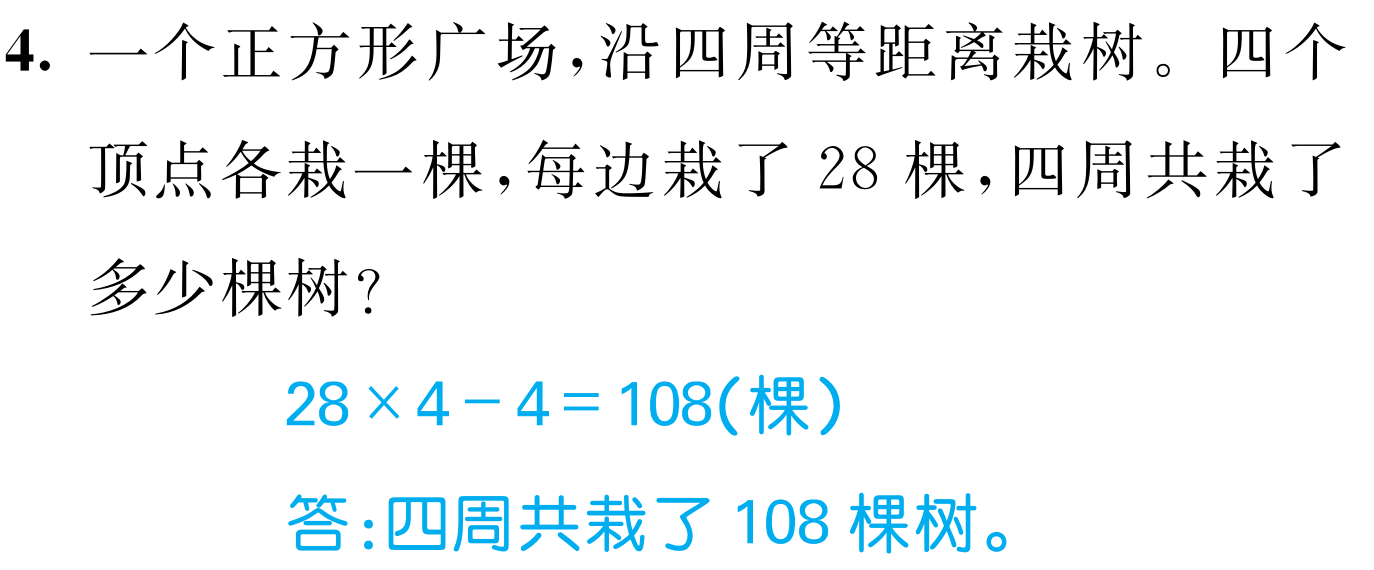 4. 一个正方形广场,沿四周等距离栽树。四个
顶点各栽一棵,每边栽了 28 棵,四周共栽了
多少棵树?
28×4-4=108(棵)
答:四周共栽了 108 棵树。